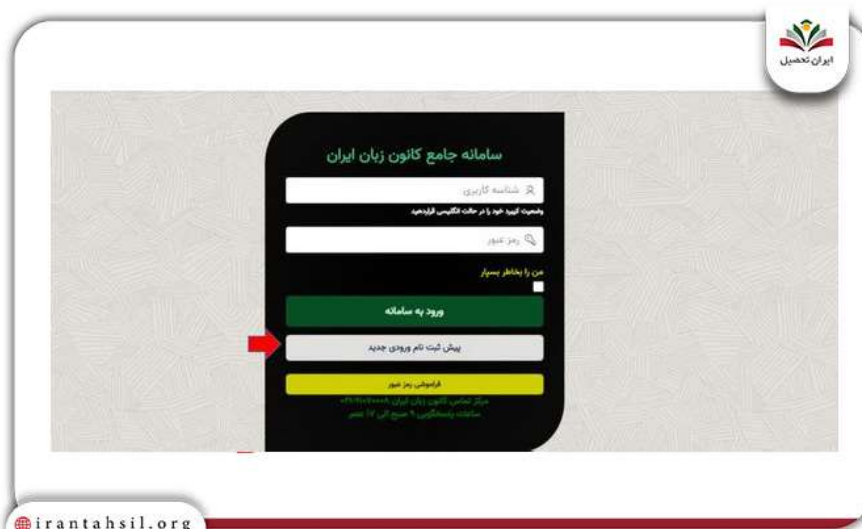 ایران تحصیل
سامانه جامع کانون زبان ایران
شناسه کاربری
وضعیت کیبرد خود را در حالت انگلیسی قراردهید
رمز عبور
من را بخاطر بسپار
ورود به سامانه
پیش ثبت نام ورودی جدید
فراموشی رمز عبور
مرکز تماس کانون زبان ایران
ساعات پاسخگویی ۹ صبح الی ۱۷ عصر
irantahsil.org